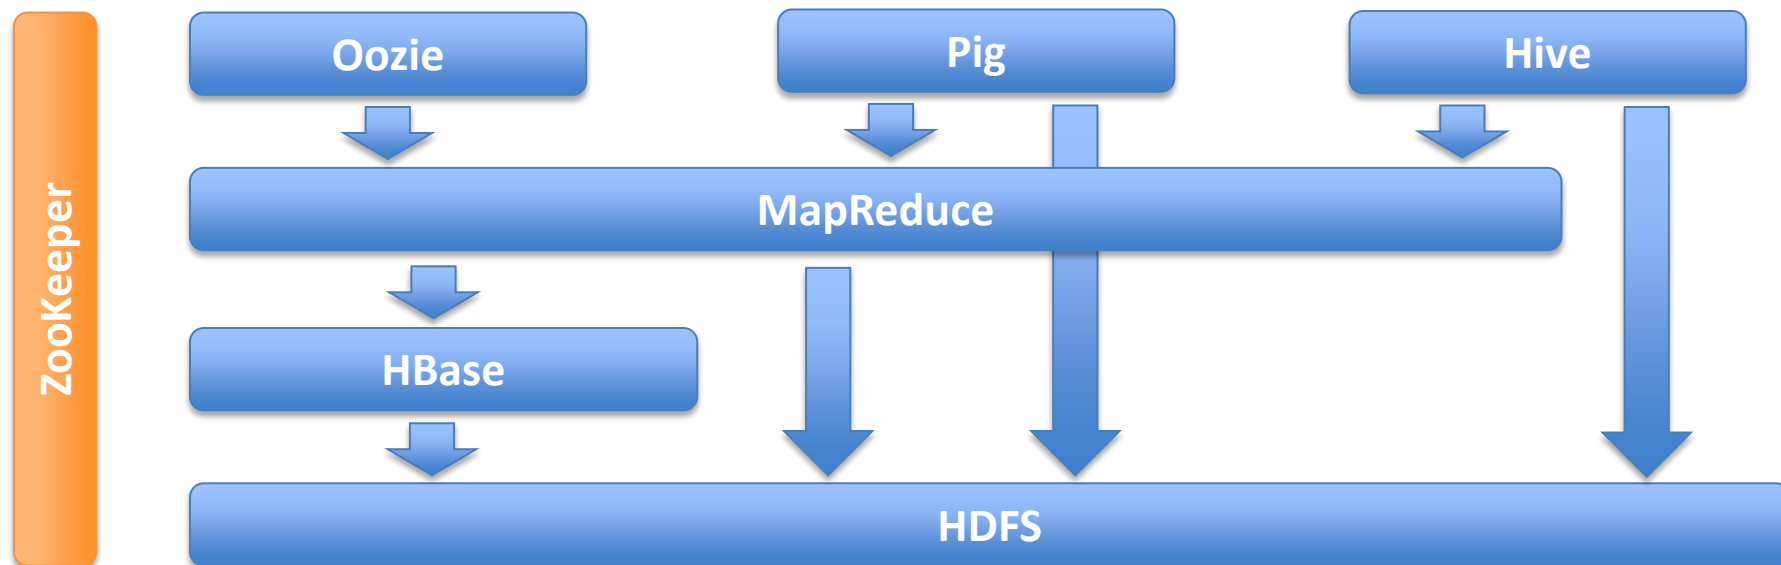 ZooKeeper
Oozie
Pig
Hive
MapReduce
HBase
HDFS